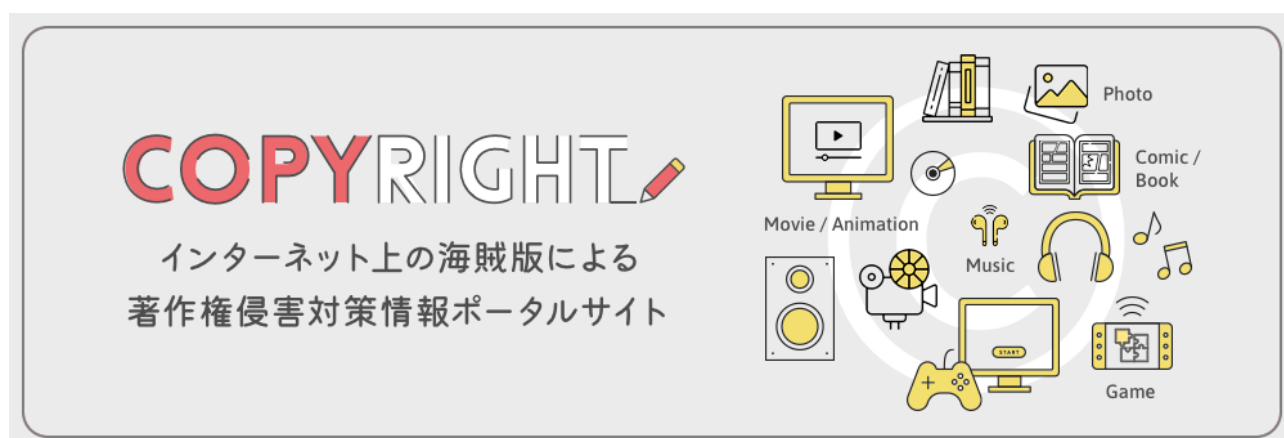 COPYRIGHT
インターネット上の海賊版による
著作権侵害対策情報ポータルサイト
Photo
Comic /
Book
Movie / Animation
Music
START
Game